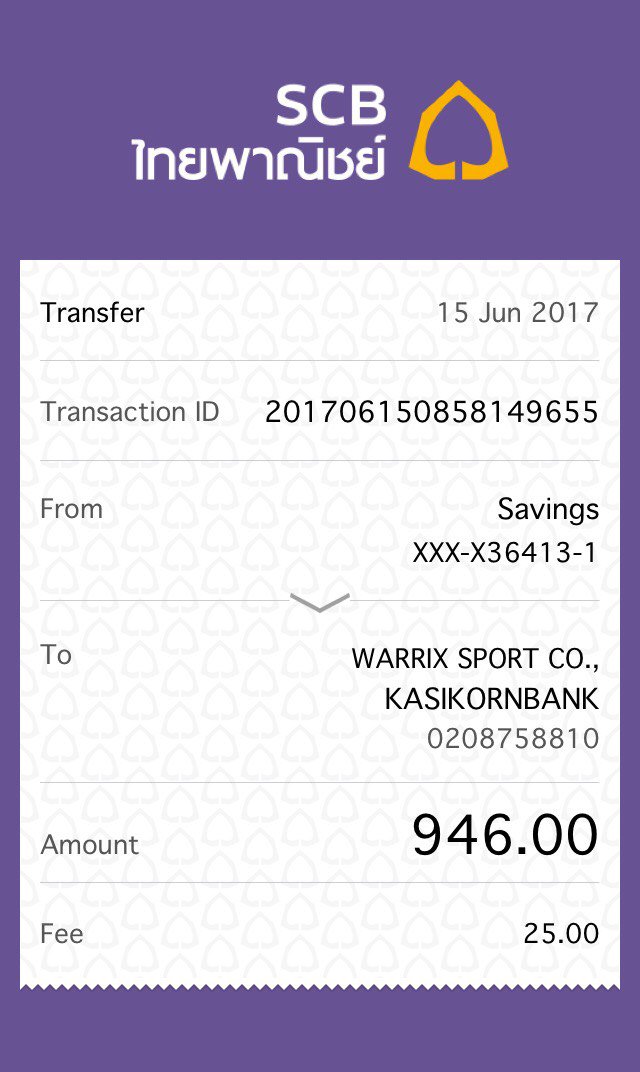 SCB
ไทยพาณิชย์
Transfer 15 Jun 2017
Transaction ID 201706150858149655
From Savings
XXX-X36413-1
To WARRIX SPORT CO.,
KASIKORNBANK
0208758810
Amount 946.00
Fee 25.00